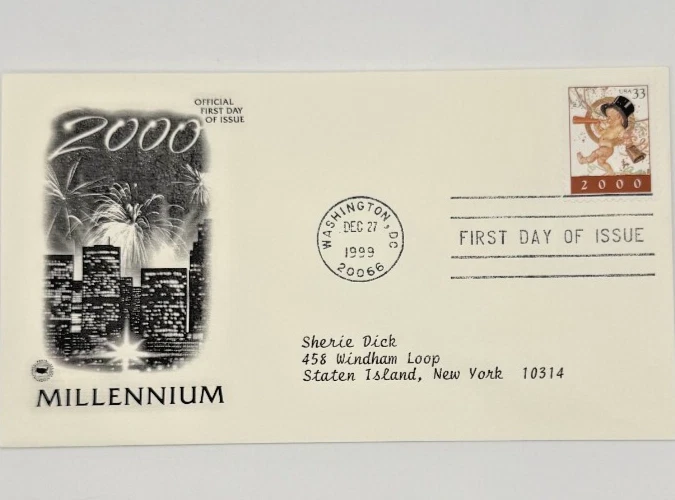 OFFICIAL
FIRST DAY
OF ISSUE
2000
USA 33
2000
WASHINGTON, DC
DEC 27
1999
20066
FIRST DAY OF ISSUE
Sherie Dick
458 Windham Loop
Staten Island, New York 10314
MILLENNIUM